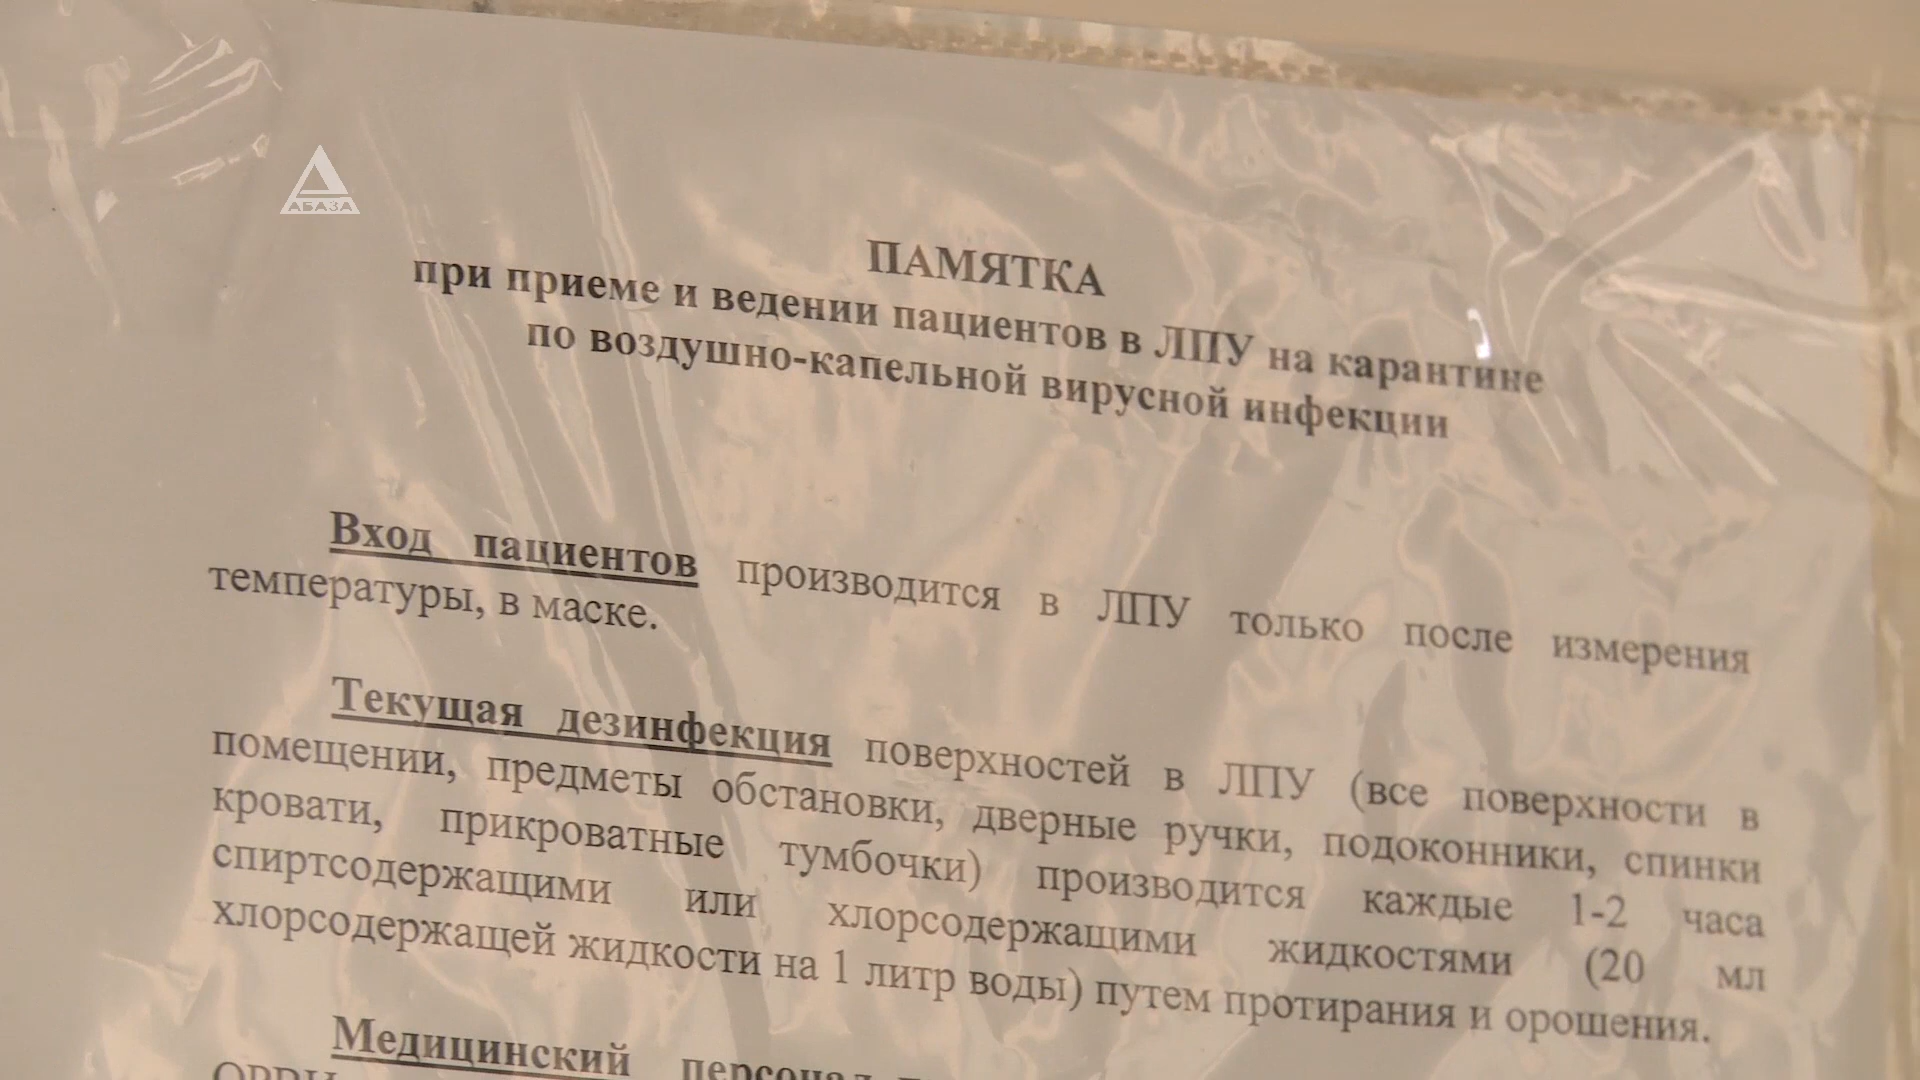 АБАЗА
ПАМЯТКА
при приеме и ведении пациентов в ЛПУ на карантине
по воздушно-капельной вирусной инфекции
Вход пациентов производится в ЛПУ только после измерения
температуры, в маске.
Текущая дезинфекция поверхностей в ЛПУ (все поверхности в
помещении, предметы обстановки, дверные ручки, подоконники, спинки
кровати, прикроватные тумбочки) производится каждые 1-2 часа
спиртсодержащими или хлорсодержащими жидкостями (20 мл
хлорсодержащей жидкости на 1 литр воды) путем протирания и орошения.
Медицинский персонал
ОРВИ